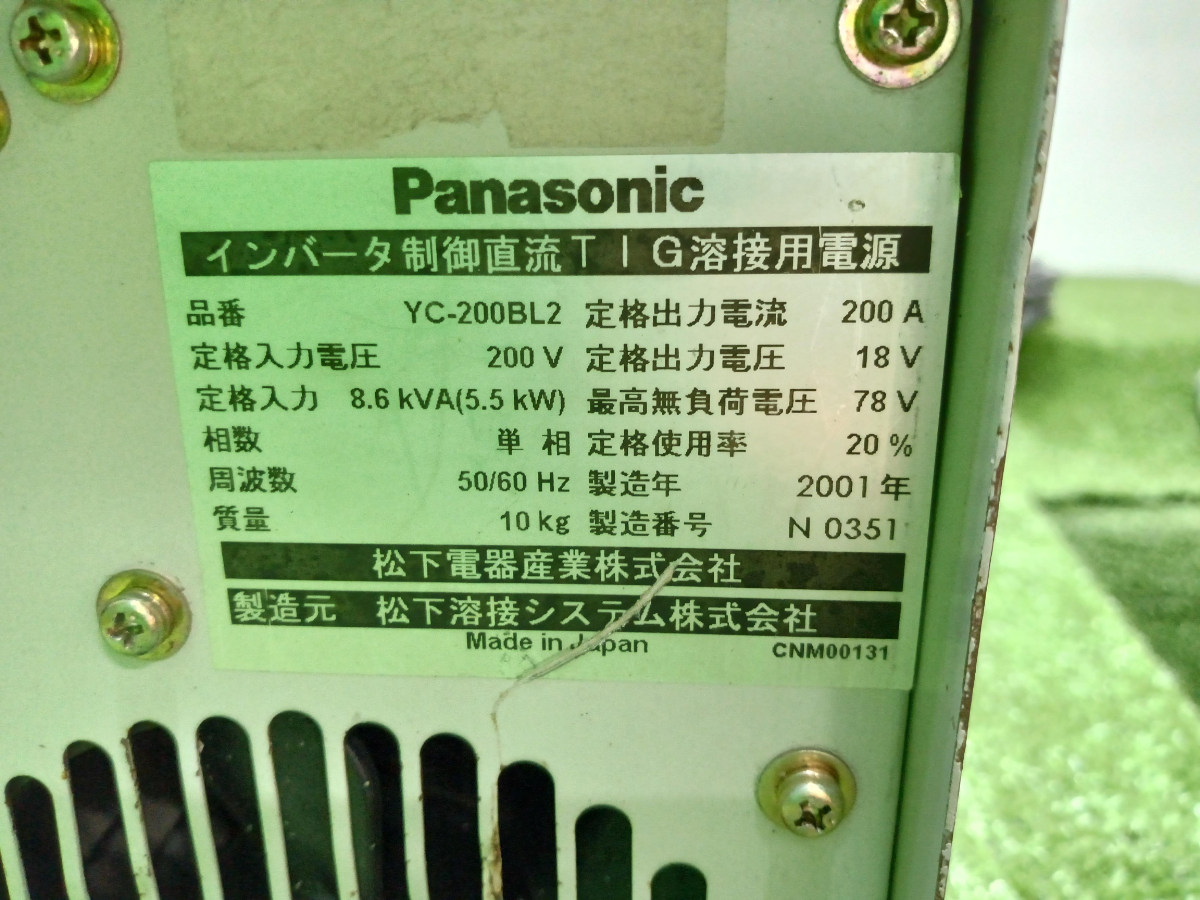 Panasonic
インバータ制御直流TIG溶接用電源
品番 YC-200BL2 定格出力電流 200 A
定格入力電圧 200 V 定格出力電圧 18 V
定格入力 8.6 kVA(5.5 kW) 最高無負荷電圧 78 V
相数 単相 定格使用率 20 %
周波数 50/60 Hz 製造年 2001年
質量 10 kg 製造番号 N 0351
松下電器産業株式会社
製造元 松下溶接システム株式会社
Made in Japan CNM00131